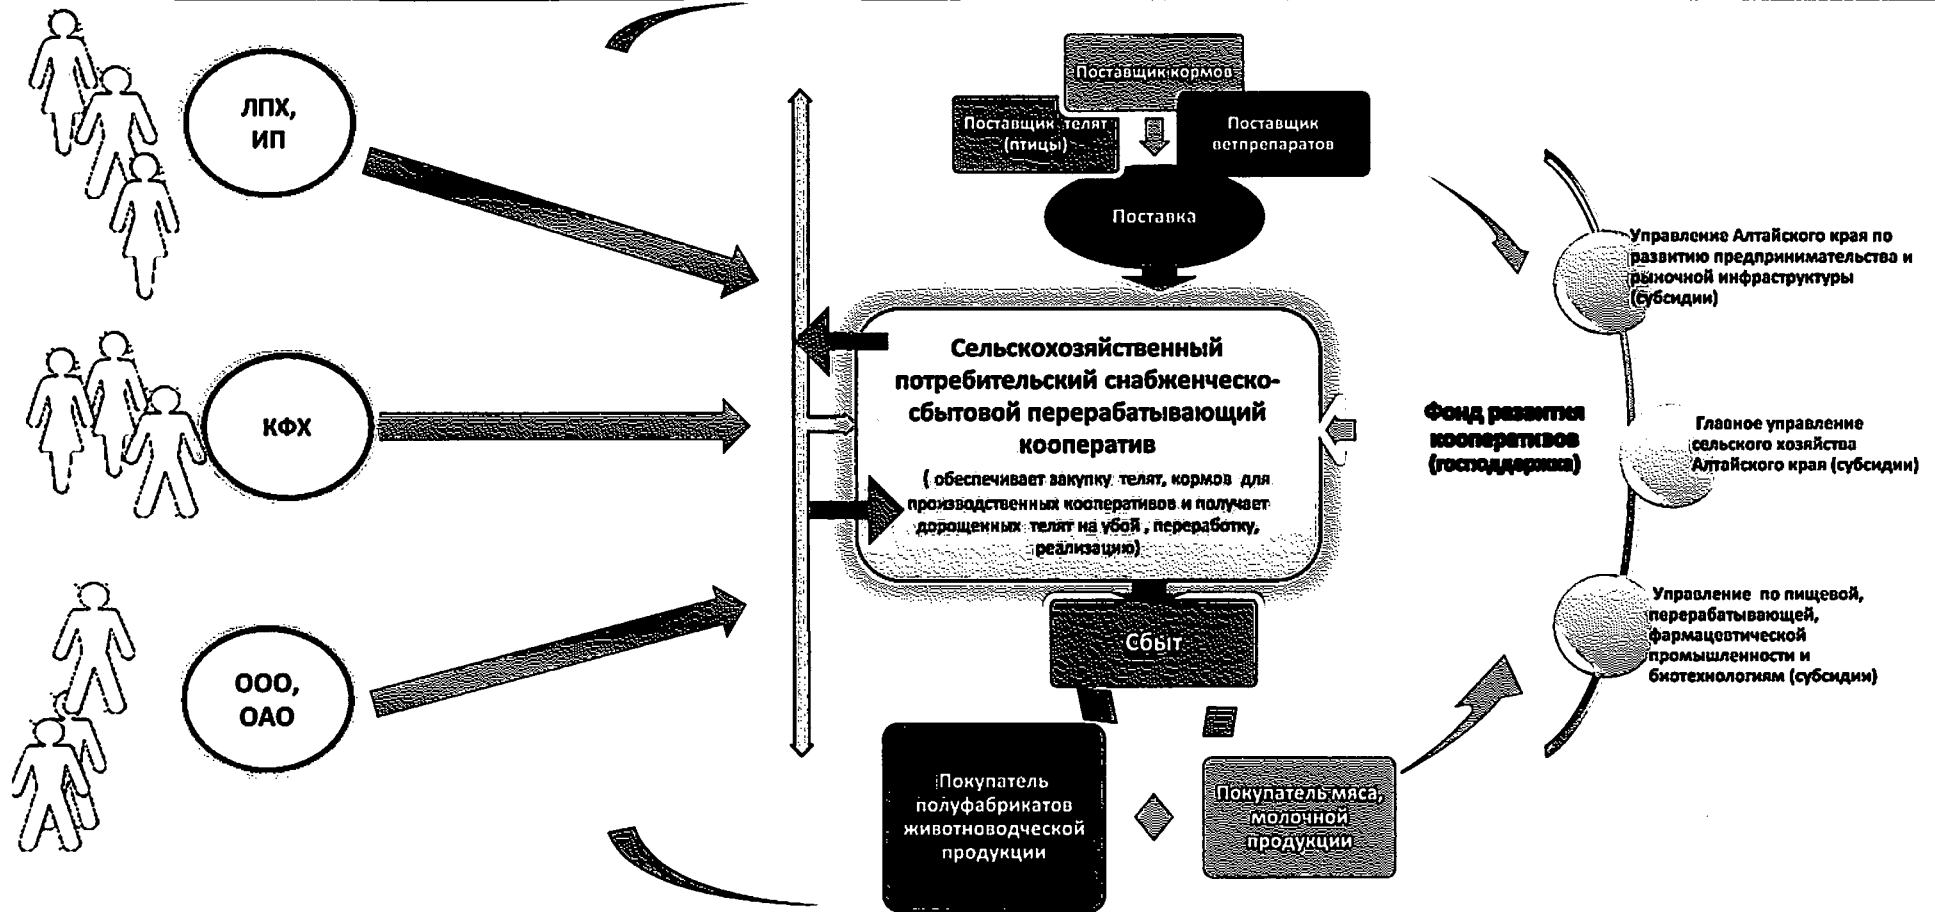 ЛПХ,
ИП
КФХ
ООО,
ОАО
Поставщик кормов
Поставщик телят
(птицы)
Поставщик
ветпрепаратов
Поставка
Сельскохозяйственный
потребительский снабженческо-
сбытовой перерабатывающий
кооператив
( обеспечивает закупку телят, кормов для
производственных кооперативов и получает
дорощенных телят на убой , переработку,
реализацию)
Сбыт
Покупатель
полуфабрикатов
животноводческой
продукции
Покупатель мяса,
молочной
продукции
Фонд развития
кооперативов
(господдержка)
Управление Алтайского края по
развитию предпринимательства и
рыночной инфраструктуры
(субсидии)
Главное управление
сельского хозяйства
Алтайского края (субсидии)
Управление по пищевой,
перерабатывающей,
фармацевтической
промышленности и
биотехнологиям (субсидии)